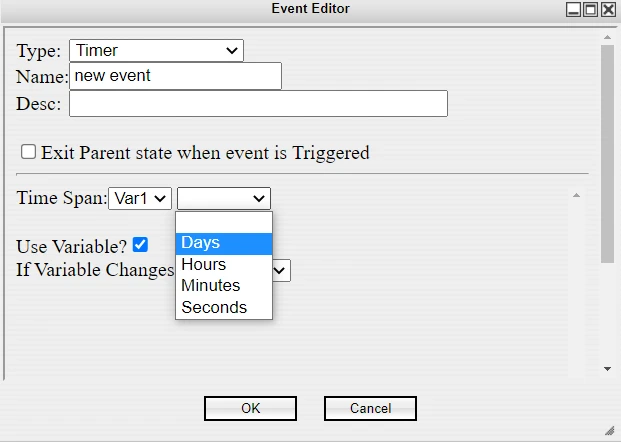 Event Editor
Type: Timer
Name: new event
Desc:
Exit Parent state when event is Triggered
Time Span: Var1
Days
Use Variable?
Hours
If Variable Changes
Minutes
Seconds
OK Cancel